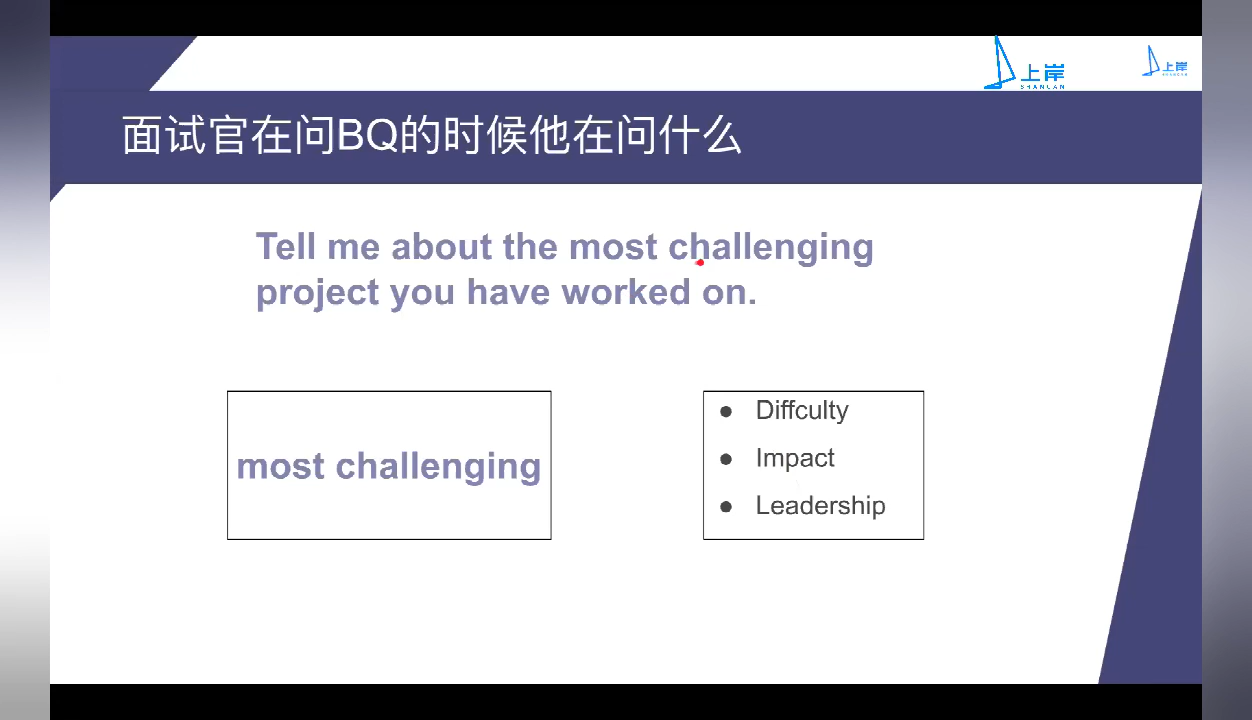 上岸
SHANGAN
上岸
面试官在问BQ的时候他在问什么
Tell me about the most challenging
project you have worked on.
most challenging
● Diffculty
● Impact
● Leadership